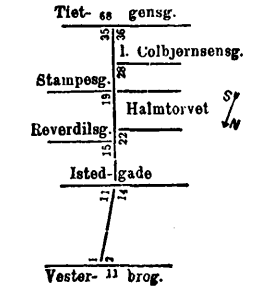 Tiet- 68 gensg.
35 36
l. Colbjørnsensg.
28
Stampesg.
19
Halmtorvet
S
N
Reverdilsg.
22
15
Isted- gade
11 14
1 2
Vester- 11 brog.